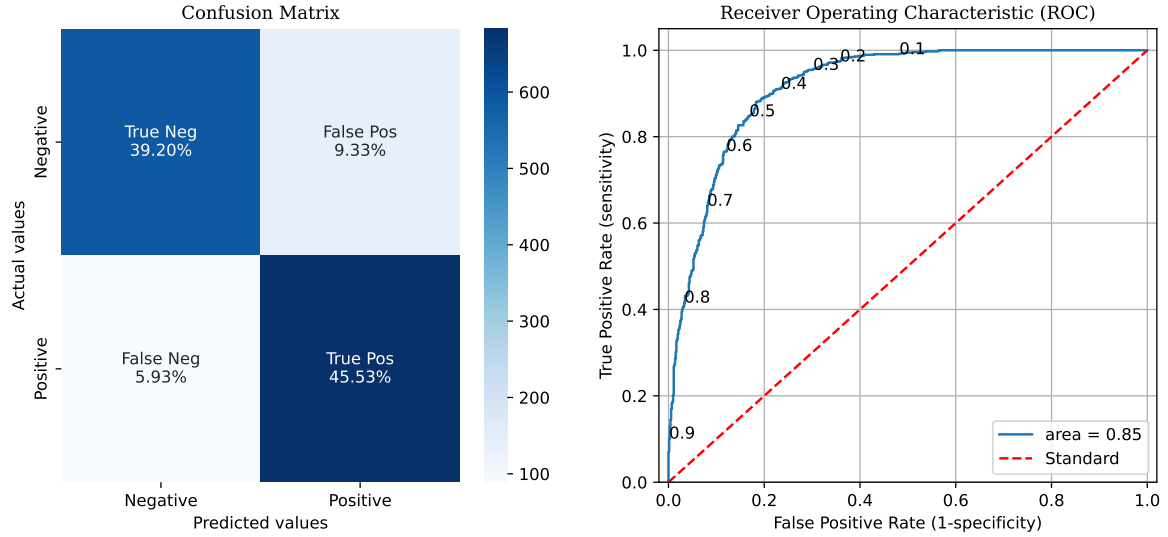 Confusion Matrix
Actual values
Negative
Positive
True Neg
39.20%
False Pos
9.33%
False Neg
5.93%
True Pos
45.53%
Negative
Positive
Predicted values
600
500
400
300
200
100
Receiver Operating Characteristic (ROC)
True Positive Rate (sensitivity)
1.0
0.8
0.6
0.4
0.2
0.0
0.1
0.2
0.3
0.4
0.5
0.6
0.7
0.8
0.9
area = 0.85
Standard
0.0
0.2
0.4
0.6
0.8
1.0
False Positive Rate (1-specificity)